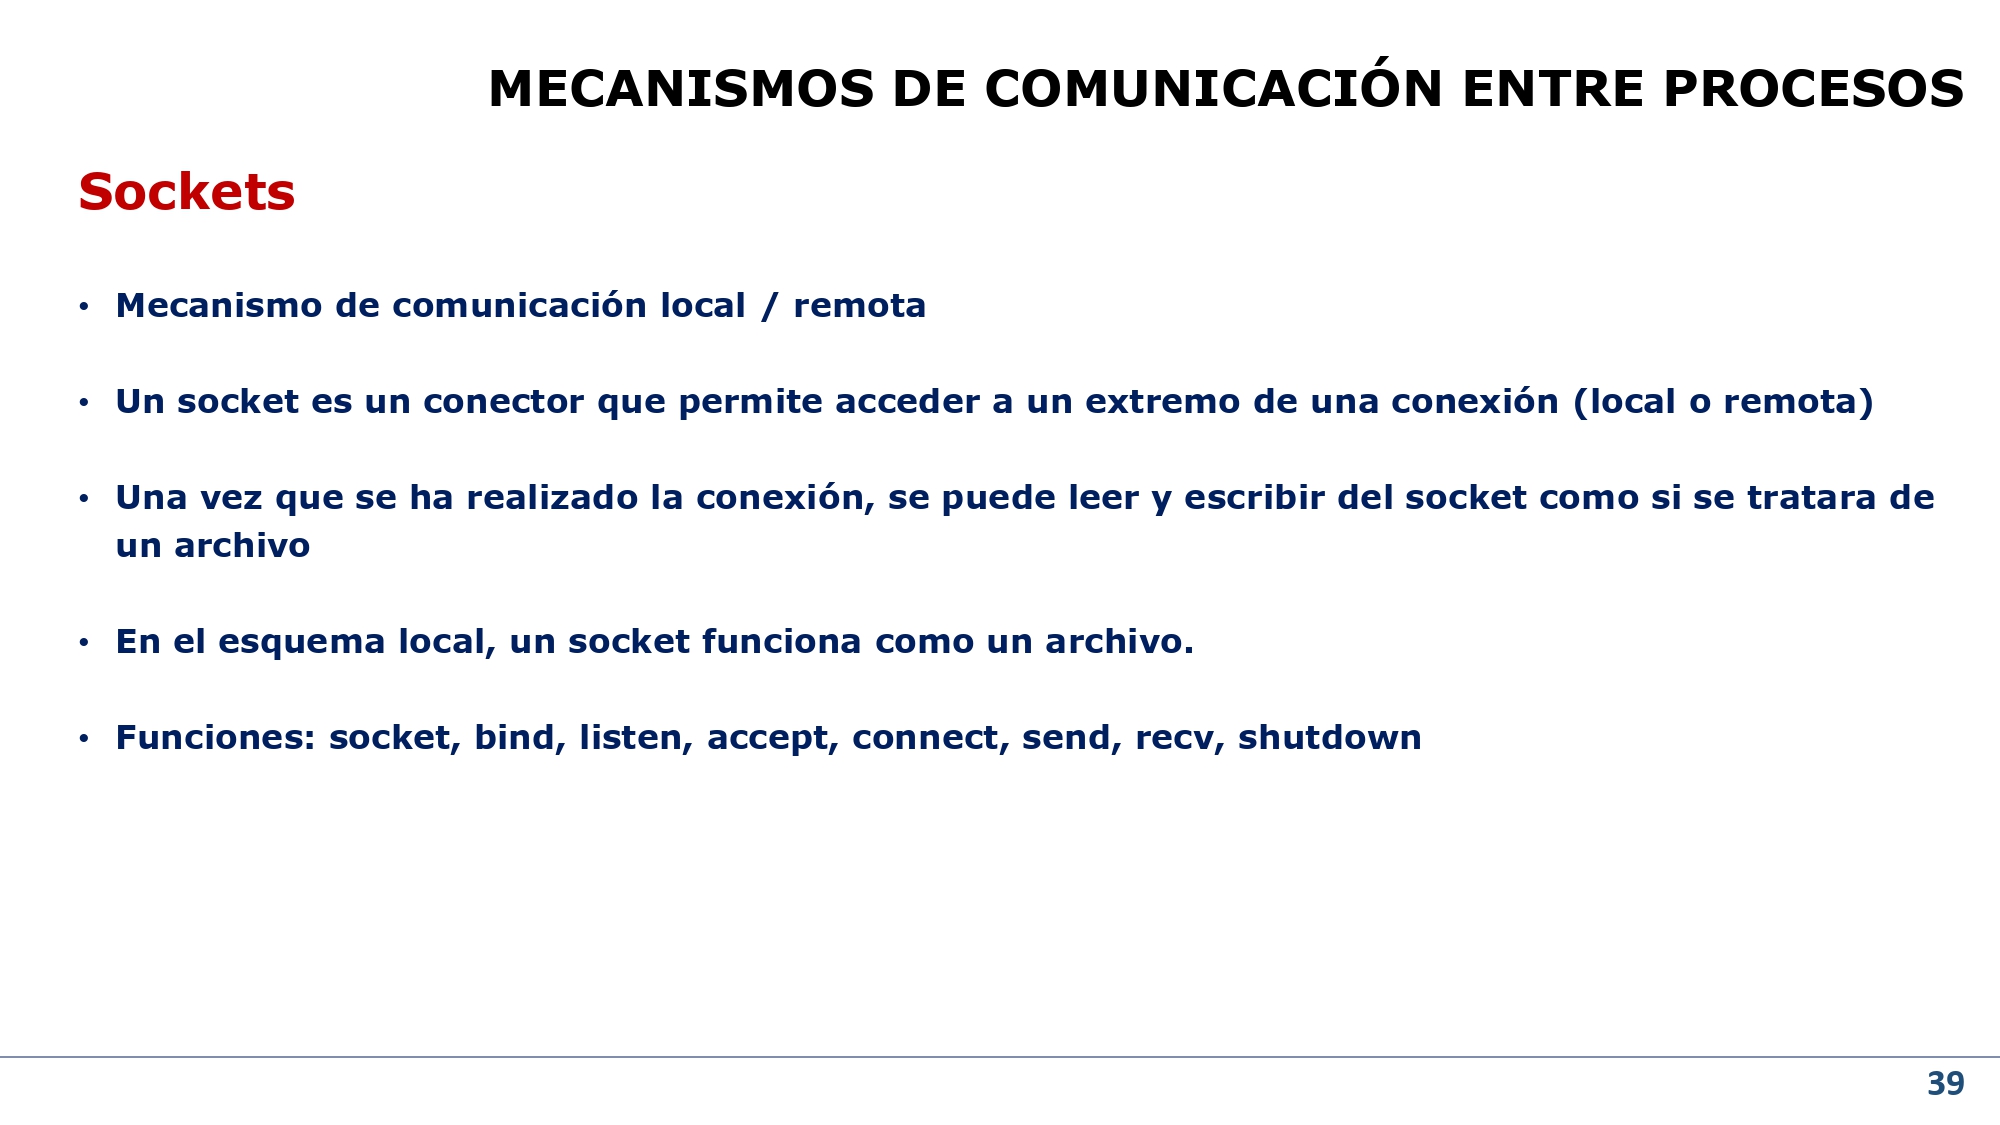 MECANISMOS DE COMUNICACIÓN ENTRE PROCESOS
Sockets
• Mecanismo de comunicación local / remota
• Un socket es un conector que permite acceder a un extremo de una conexión (local o remota)
• Una vez que se ha realizado la conexión, se puede leer y escribir del socket como si se tratara de
un archivo
• En el esquema local, un socket funciona como un archivo.
• Funciones: socket, bind, listen, accept, connect, send, recv, shutdown
39